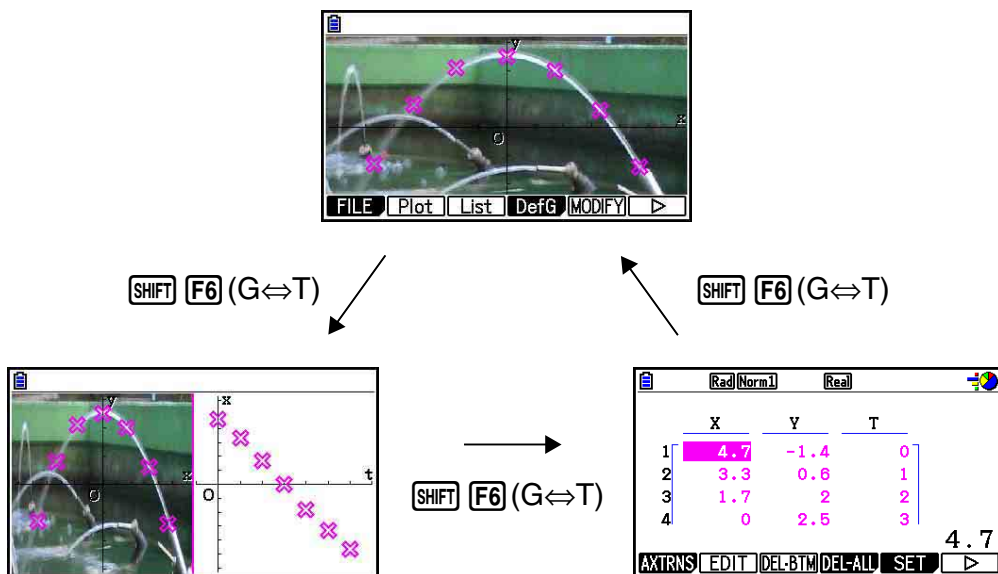 y
x
O
FILE Plot List DefG MODIFY ▷
SHIFT F6 (G⇔T)
SHIFT F6 (G⇔T)
y
x
O
x
t
O
SHIFT F6 (G⇔T)
Rad Norm1 Real
X Y T
1 4.7 -1.4 0
2 3.3 0.6 1
3 1.7 2 2
4 0 2.5 3
4.7
AXTRNS EDIT DEL-BTM DEL-ALL SET ▷